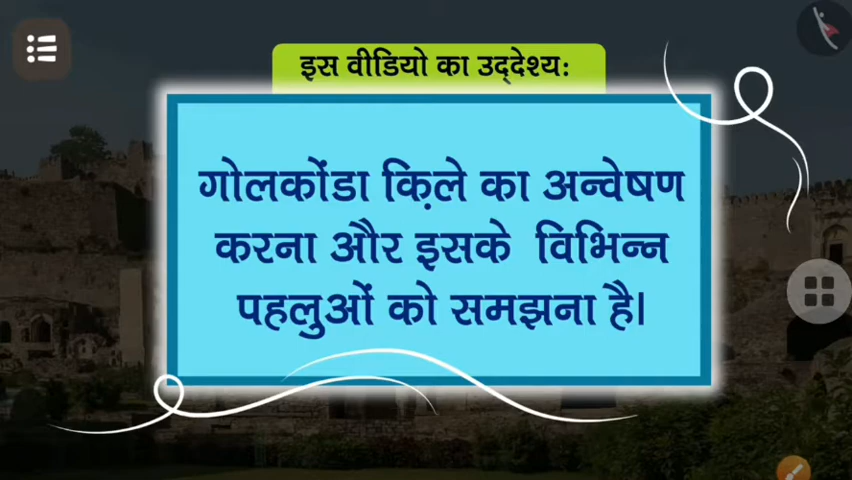 इस वीडियो का उद्देश्य:
गोलकोंडा क़िले का अन्वेषण
करना और इसके विभिन्न
पहलुओं को समझना है।